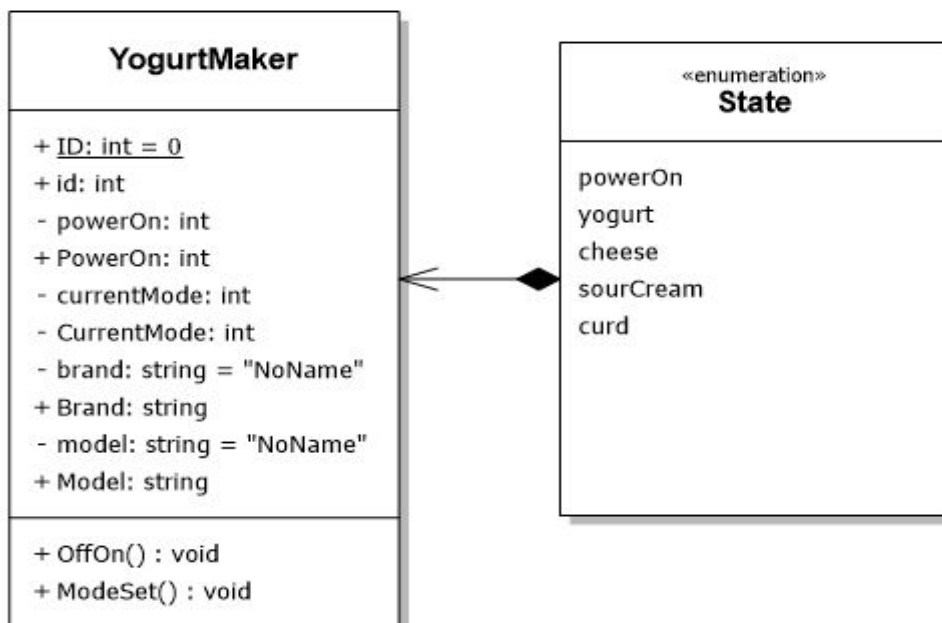 YogurtMaker
+ ID: int = 0
+ id: int
- powerOn: int
+ PowerOn: int
- currentMode: int
- CurrentMode: int
- brand: string = "NoName"
+ Brand: string
- model: string = "NoName"
+ Model: string
+ OffOn() : void
+ ModeSet() : void
«enumeration»
State
powerOn
yogurt
cheese
sourCream
curd